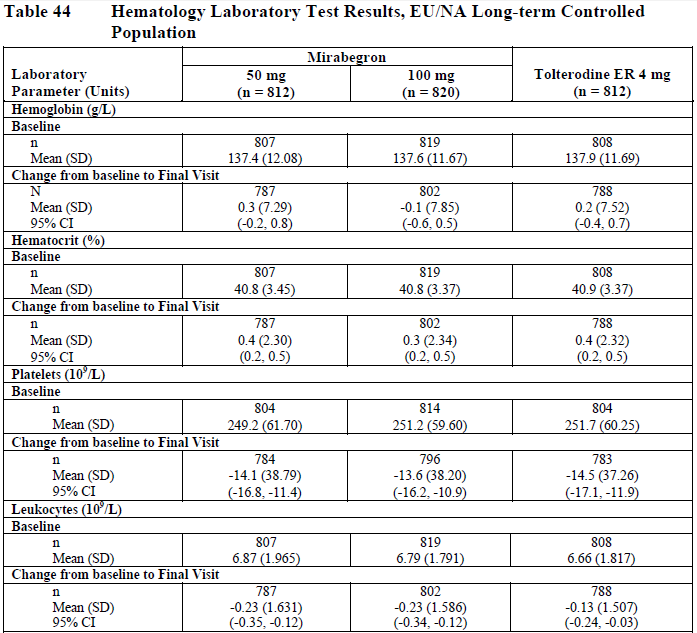 Table 44 Hematology Laboratory Test Results, EU/NA Long-term Controlled
Population
Mirabegron
Laboratory 50 mg 100 mg Tolterodine ER 4 mg
Parameter (Units) (n = 812) (n = 820) (n = 812)
Hemoglobin (g/L)
Baseline
n 807 819 808
Mean (SD) 137.4 (12.08) 137.6 (11.67) 137.9 (11.69)
Change from baseline to Final Visit
N 787 802 788
Mean (SD) 0.3 (7.29) -0.1 (7.85) 0.2 (7.52)
95% CI (-0.2, 0.8) (-0.6, 0.5) (-0.4, 0.7)
Hematocrit (%)
Baseline
n 807 819 808
Mean (SD) 40.8 (3.45) 40.8 (3.37) 40.9 (3.37)
Change from baseline to Final Visit
n 787 802 788
Mean (SD) 0.4 (2.30) 0.3 (2.34) 0.4 (2.32)
95% CI (0.2, 0.5) (0.2, 0.5) (0.2, 0.5)
Platelets (10⁹/L)
Baseline
n 804 814 804
Mean (SD) 249.2 (61.70) 251.2 (59.60) 251.7 (60.25)
Change from baseline to Final Visit
n 784 796 783
Mean (SD) -14.1 (38.79) -13.6 (38.20) -14.5 (37.26)
95% CI (-16.8, -11.4) (-16.2, -10.9) (-17.1, -11.9)
Leukocytes (10⁹/L)
Baseline
n 807 819 808
Mean (SD) 6.87 (1.965) 6.79 (1.791) 6.66 (1.817)
Change from baseline to Final Visit
n 787 802 788
Mean (SD) -0.23 (1.631) -0.23 (1.586) -0.13 (1.507)
95% CI (-0.35, -0.12) (-0.34, -0.12) (-0.24, -0.03)